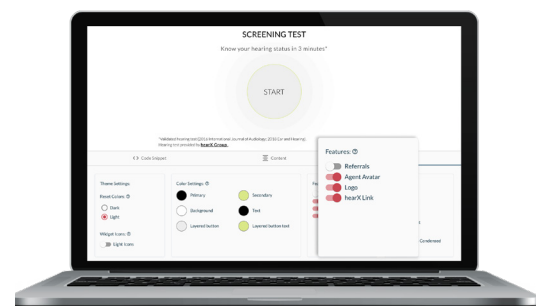 SCREENING TEST
Know your hearing status in 3 minutes*
START
*Validated hearing test (2016 International Journal of Audiology; 2018 Ear and Hearing)
Hearing test provided by hearX Group.
<> Code Snippet
Content
Theme Settings
Reset Colors:
Dark
Light
Widget Icons:
Light Icons
Color Settings
Primary
Secondary
Background
Text
Layered button
Layered button text
Features:
Referrals
Agent Avatar
Logo
hearX Link
Condensed